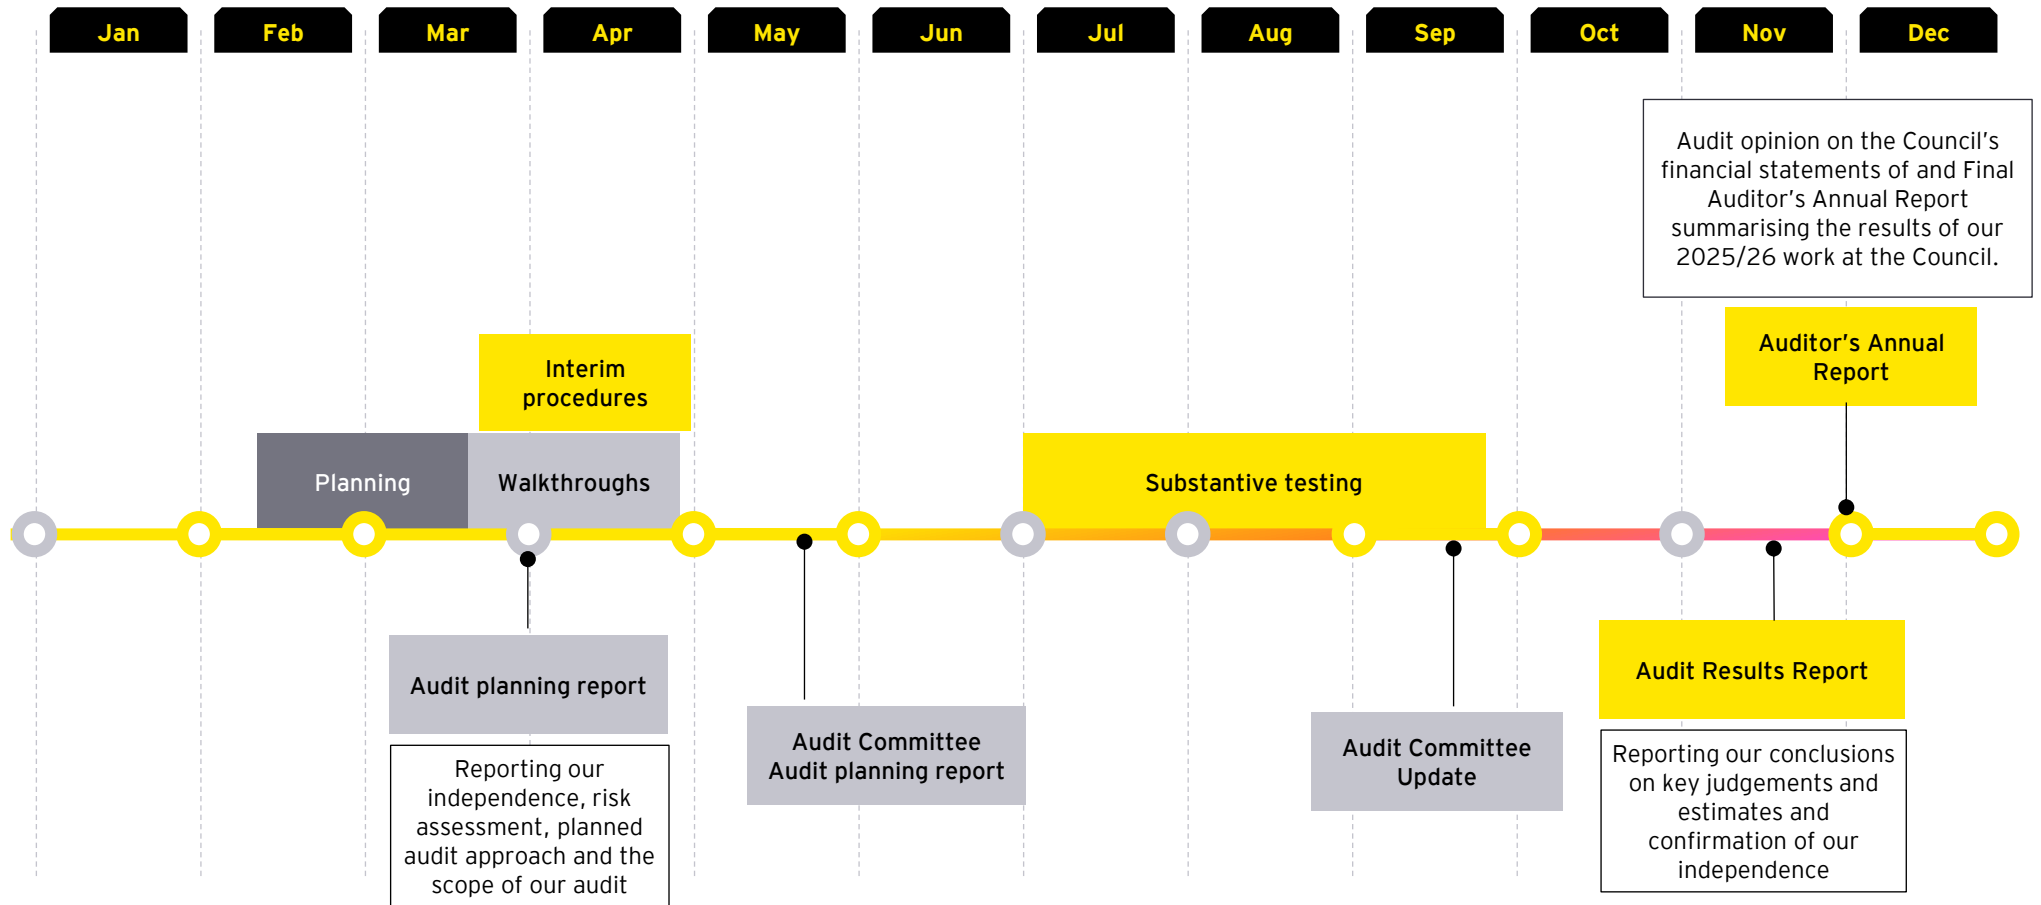 Jan
Feb
Mar
Apr
May
Jun
Jul
Aug
Sep
Oct
Nov
Dec
Audit opinion on the Council's
financial statements of and Final
Auditor's Annual Report
summarising the results of our
2025/26 work at the Council.
Auditor's Annual
Report
Interim
procedures
Planning
Walkthroughs
Substantive testing
Audit planning report
Reporting our
independence, risk
assessment, planned
audit approach and the
scope of our audit
Audit Committee
Audit planning report
Audit Committee
Update
Audit Results Report
Reporting our conclusions
on key judgements and
estimates and
confirmation of our
independence